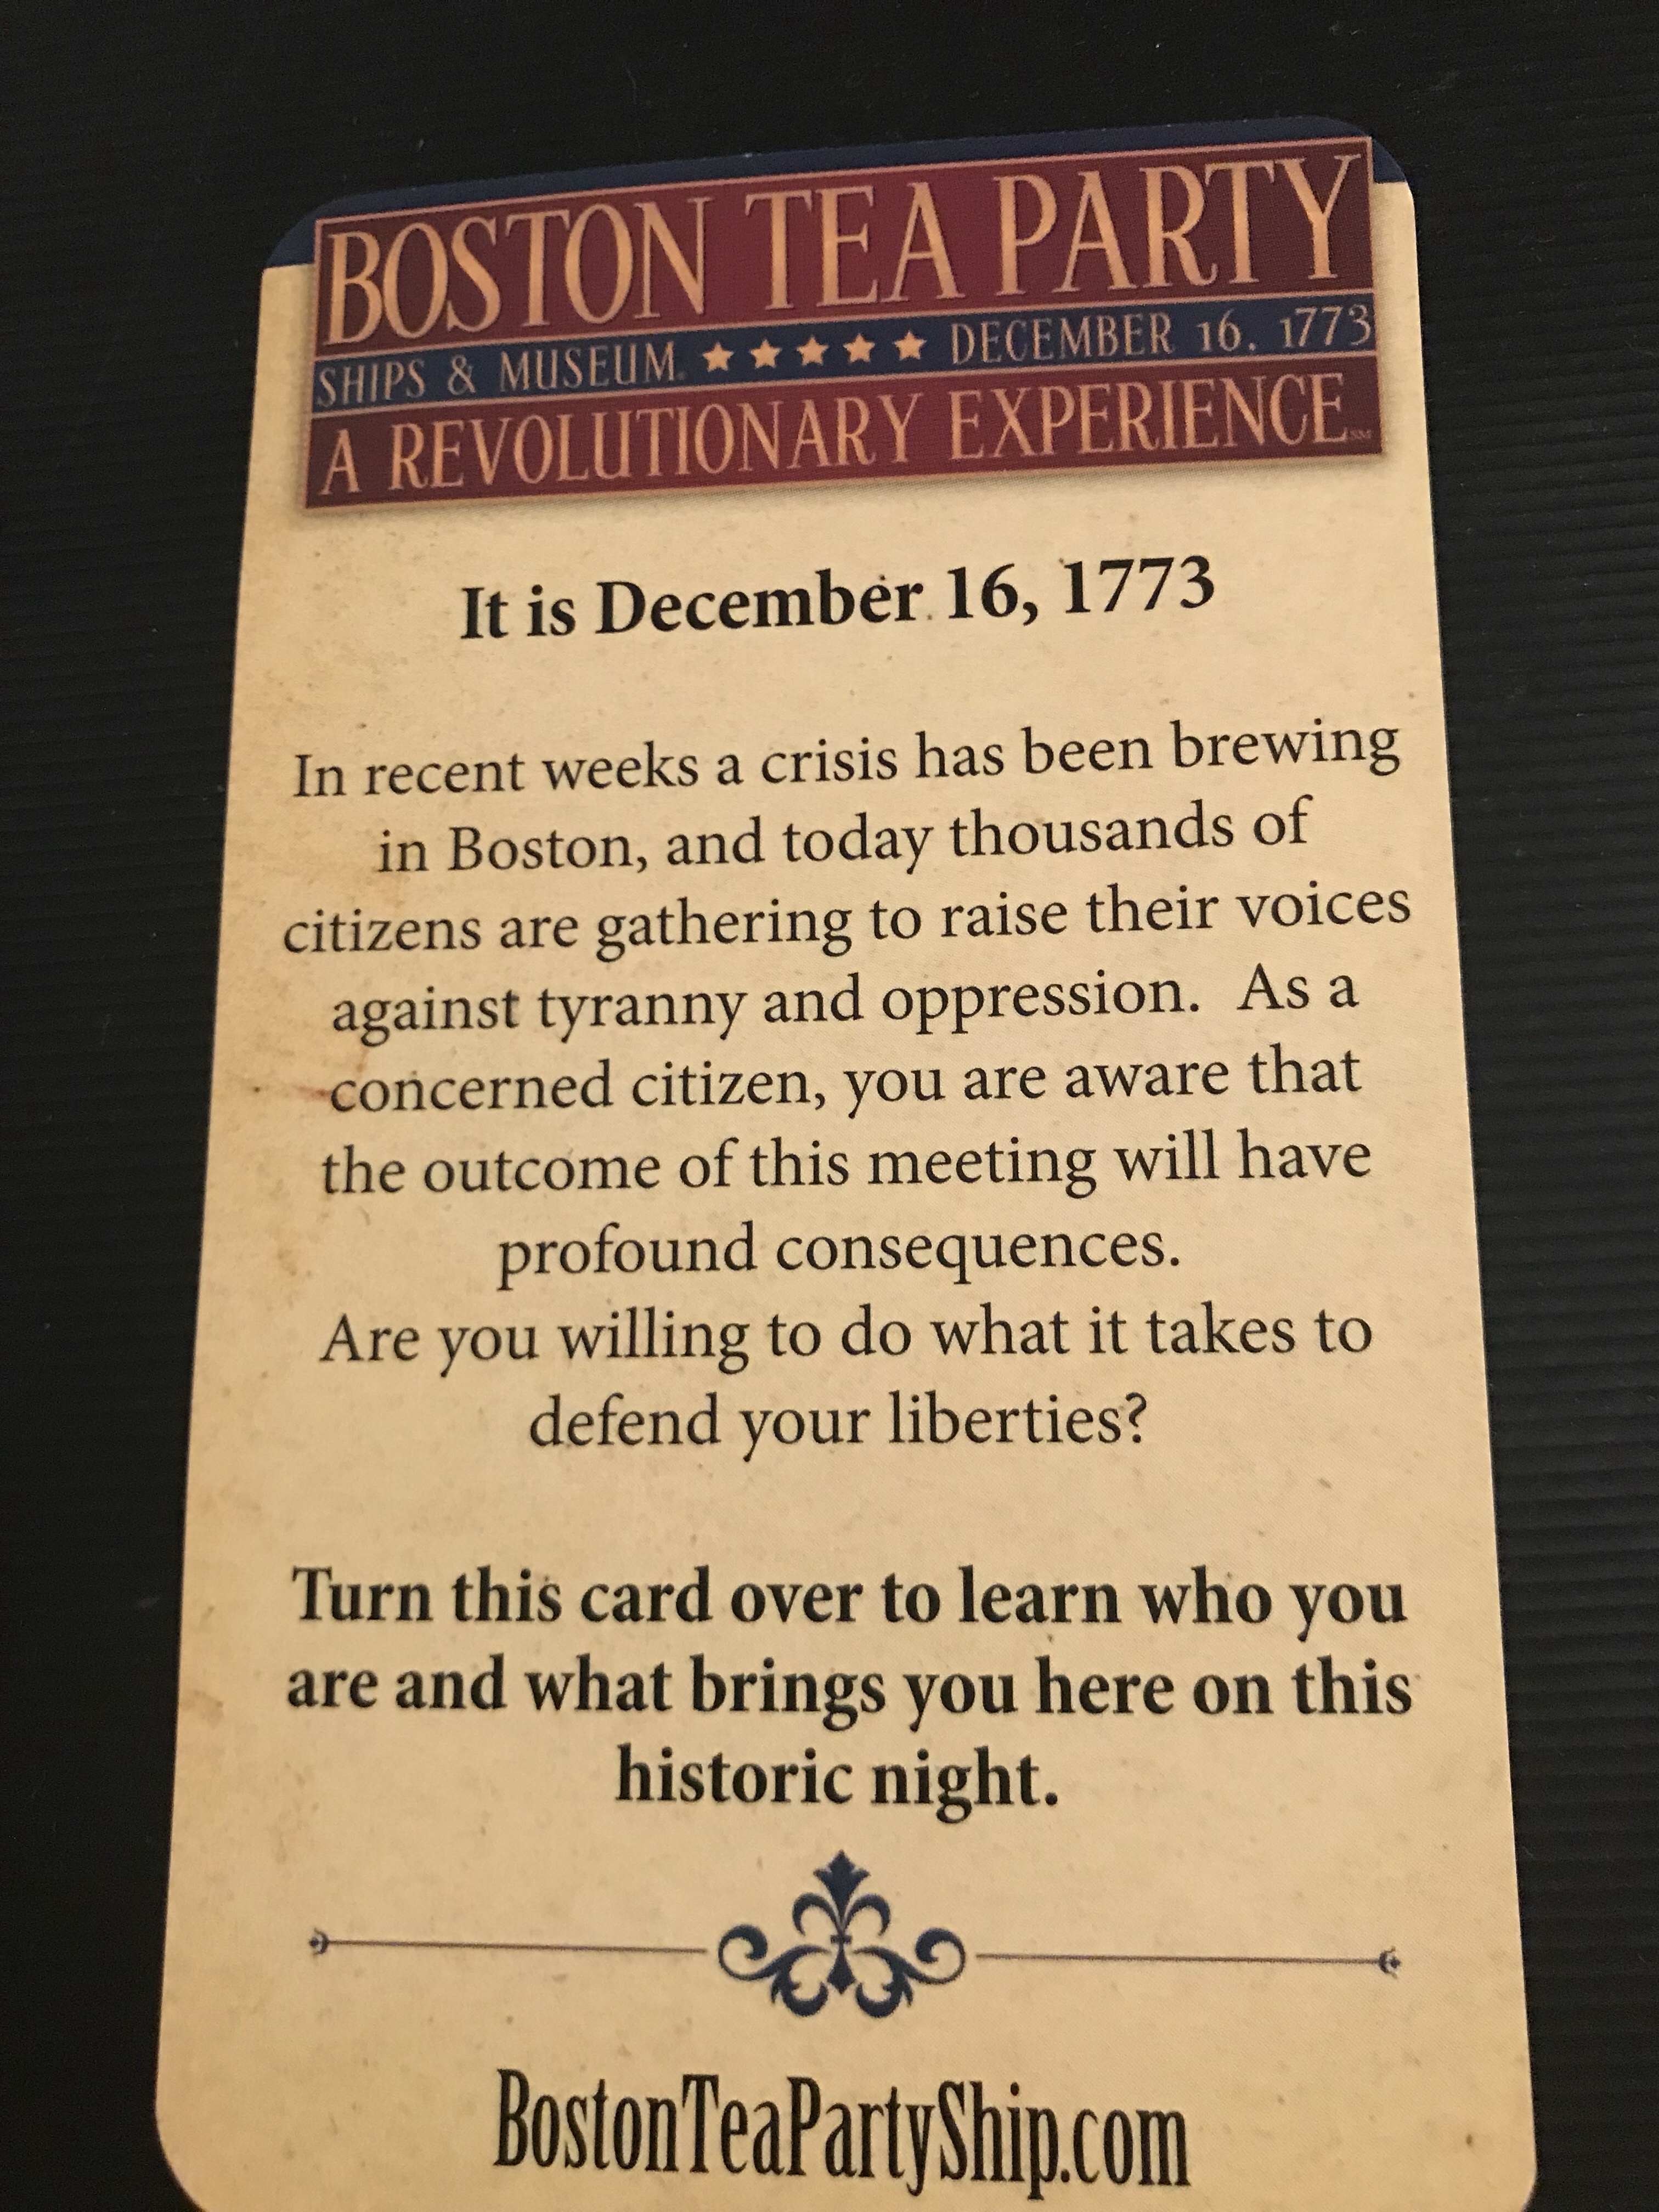 BOSTON TEA PARTY
SHIPS & MUSEUM ★★★★★ DECEMBER 16, 1773
A REVOLUTIONARY EXPERIENCE℠
It is December 16, 1773
In recent weeks a crisis has been brewing
in Boston, and today thousands of
citizens are gathering to raise their voices
against tyranny and oppression.  As a
concerned citizen, you are aware that
the outcome of this meeting will have
profound consequences.
Are you willing to do what it takes to
defend your liberties?
Turn this card over to learn who you
are and what brings you here on this
historic night.
BostonTeaPartyShip.com